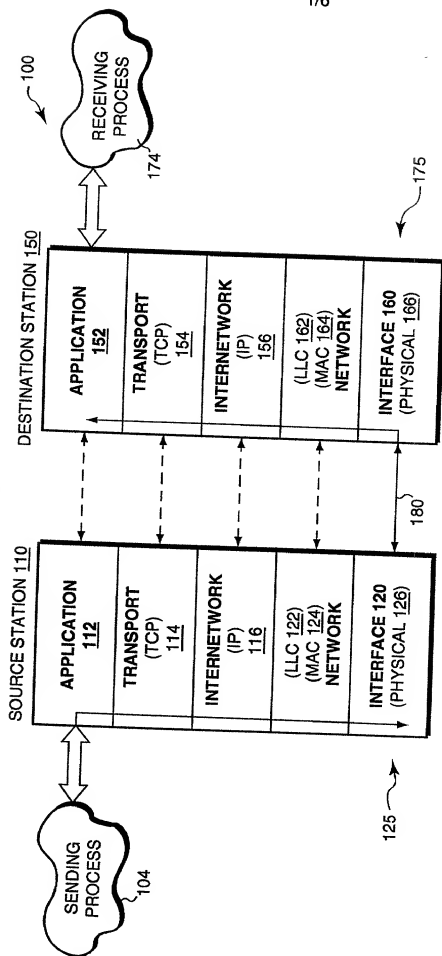 1/6
100
SENDING
PROCESS
104
SOURCE STATION 110
APPLICATION
112
TRANSPORT
(TCP)
114
INTERNETWORK
(IP)
116
(LLC 122)
(MAC 124)
NETWORK
INTERFACE 120
(PHYSICAL 126)
125
180
DESTINATION STATION 150
APPLICATION
152
TRANSPORT
(TCP)
154
INTERNETWORK
(IP)
156
(LLC 162)
(MAC 164)
NETWORK
INTERFACE 160
(PHYSICAL 166)
175
RECEIVING
PROCESS
174